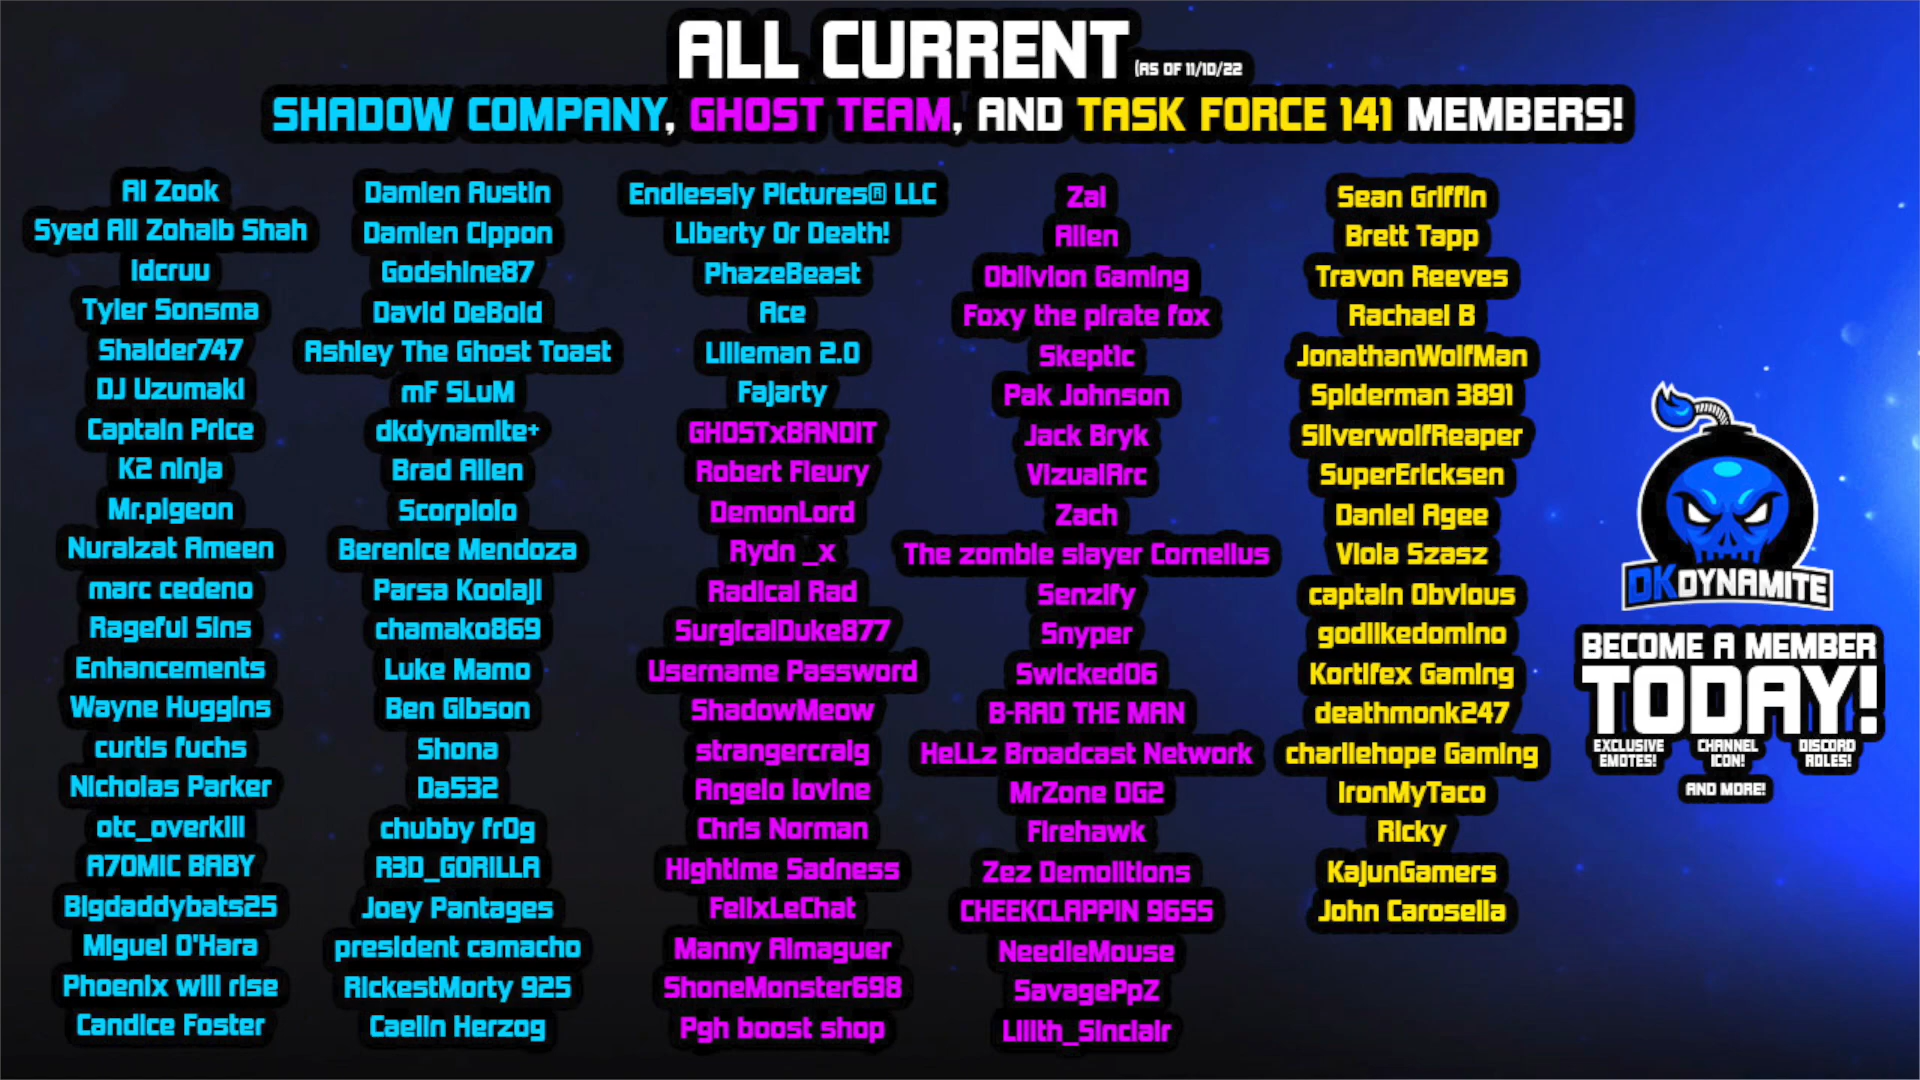 ALL CURRENT (AS OF 11/10/22
SHADOW COMPANY, GHOST TEAM, AND TASK FORCE 141 MEMBERS!
Al Zook
Syed Ali Zohaib Shah
idcruu
Tyler Sonsma
Shalder747
DJ Uzumaki
Captain Price
K2 ninja
Mr.pigeon
Nuraizat Ameen
marc cedeno
Rageful Sins
Enhancements
Wayne Huggins
curtis fuchs
Nicholas Parker
otc_overkill
A70MIC BABY
Bigdaddybats25
Miguel O'Hara
Phoenix will rise
Candice Foster
Damien Austin
Damien Cippon
Godshine87
David DeBold
Ashley The Ghost Toast
mF SLuM
dkdynamite+
Brad Allen
Scorpiolo
Berenice Mendoza
Parsa Koolaji
chamako869
Luke Mamo
Ben Gibson
Shona
Da532
chubby fr0g
R3D_GORILLA
Joey Pantages
president camacho
RickestMorty 925
Caelin Herzog
Endlessly Pictures® LLC
Liberty Or Death!
PhazeBeast
Ace
Lilleman 2.0
Fajarty
GHOSTxBANDIT
Robert Fleury
DemonLord
Rydn _x
Radical Rad
SurgicalDuke877
Username Password
ShadowMeow
strangercraig
Angelo Iovine
Chris Norman
Hightime Sadness
FelixLeChat
Manny Almaguer
ShoneMonster698
Pgh boost shop
Zai
Allen
Oblivion Gaming
Foxy the pirate fox
Skept1c
Pak Johnson
Jack Bryk
VizualArc
Zach
The zombie slayer Cornelius
Senzify
Snyper
Swicked06
B-RAD THE MAN
HeLLz Broadcast Network
MrZone DG2
Firehawk
Zez Demolitions
CHEEKCLAPPIN 9655
NeedleMouse
SavagePpZ
Lilith_Sinclair
Sean Griffin
Brett Tapp
Travon Reeves
Rachael B
JonathanWolfMan
Spiderman 3891
SilverwolfReaper
SuperEricksen
Daniel Agee
Viola Szasz
captain Obvious
godlikedomino
Kortifex Gaming
deathmonk247
charliehope Gaming
IronMyTaco
Ricky
KajunGamers
John Carosella
DKDYNAMITE
BECOME A MEMBER
TODAY!
EXCLUSIVE EMOTES!
CHANNEL ICON!
DISCORD ROLES!
AND MORE!